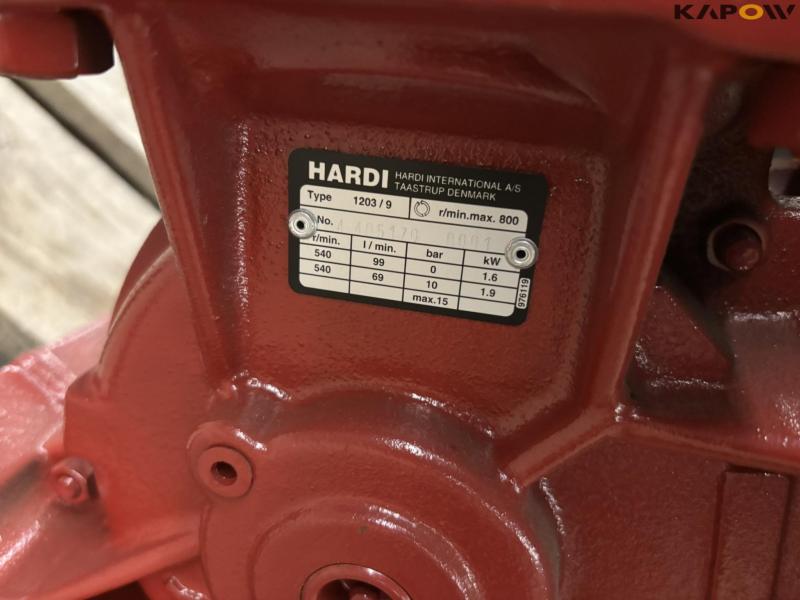 KAPOW
HARDI HARDI INTERNATIONAL A/S
TAASTRUP DENMARK
Type 1203/9 r/min.max. 800
No.
r/min. l/min. bar kW
540 99 0 1.6
540 69 10 1.9
max.15
976119